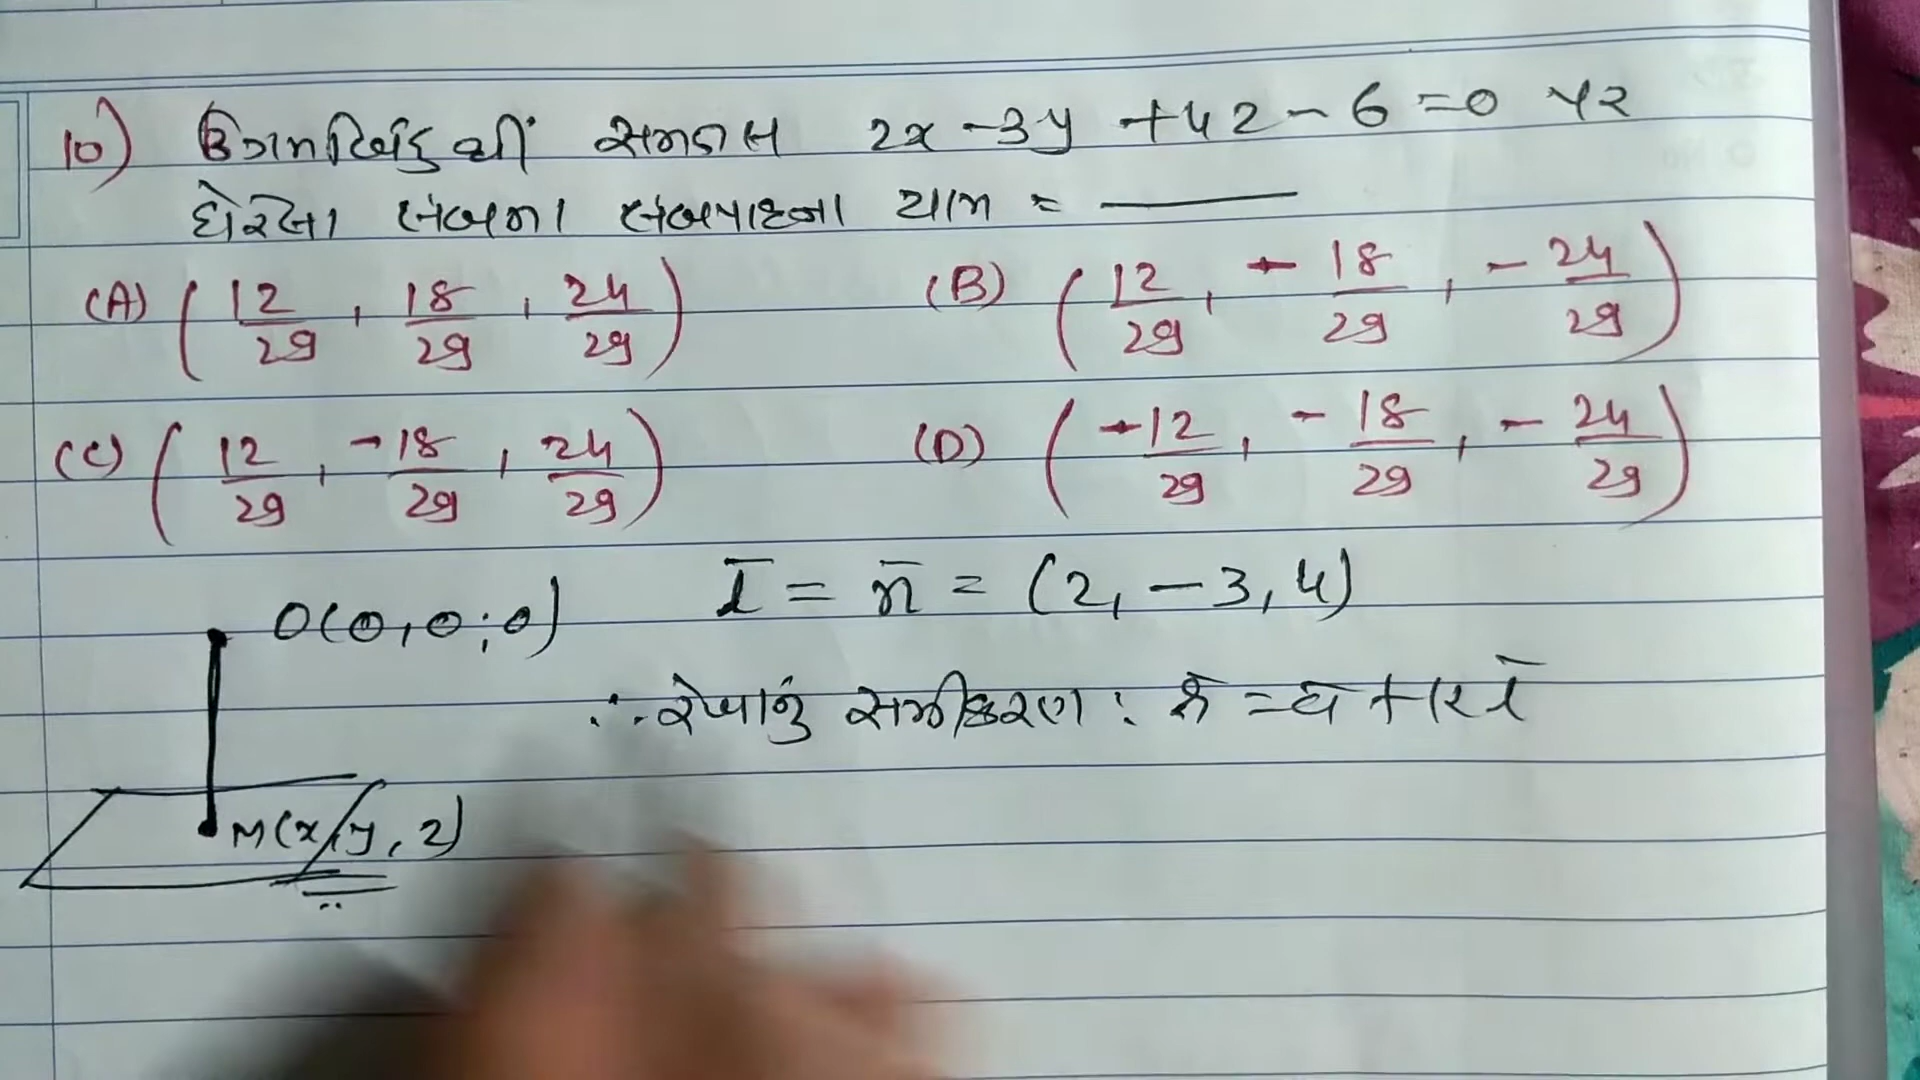 10) ઉગમબિંદુથી સમતલ 2x - 3y + 4z - 6 = 0 પર
દોરેલા લંબના લંબપાદના યામ = ———
(A) (12/29, 18/29, 24/29) (B) (12/29, -18/29, -24/29)
(C) (12/29, -18/29, 24/29) (D) (-12/29, -18/29, -24/29)
O(0,0,0) l̄ = n̄ = (2, -3, 4)
∴ રેખાનું સમીકરણ : r̄ = ā + k l̄
M(x,y,z)